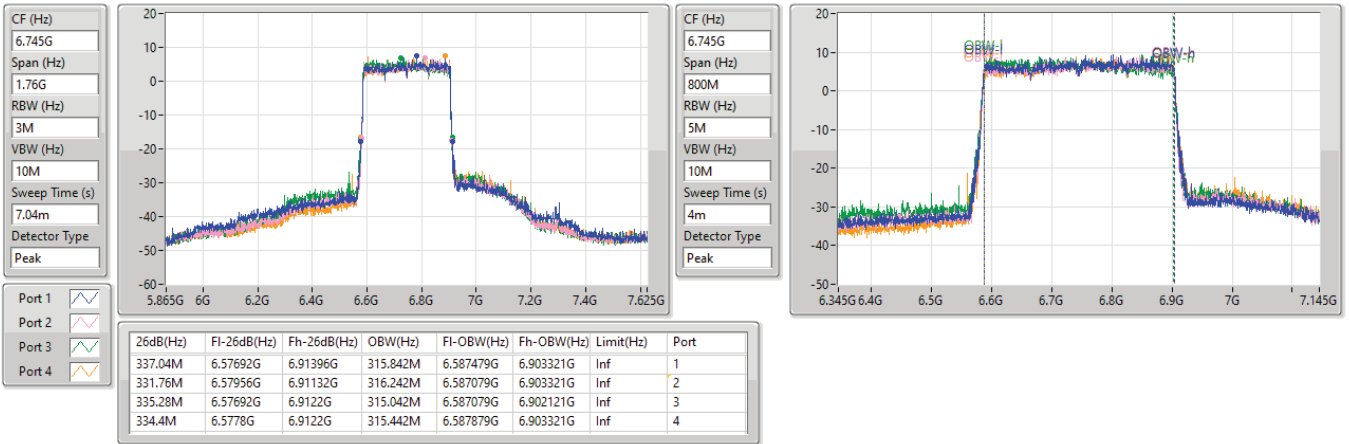 CF (Hz)
6.745G
Span (Hz)
1.76G
RBW (Hz)
3M
VBW (Hz)
10M
Sweep Time (s)
7.04m
Detector Type
Peak
20
10
0
-10
-20
-30
-40
-50
-60
5.865G 6G 6.2G 6.4G 6.6G 6.8G 7G 7.2G 7.4G 7.625G
CF (Hz)
6.745G
Span (Hz)
800M
RBW (Hz)
5M
VBW (Hz)
10M
Sweep Time (s)
4m
Detector Type
Peak
20
10
0
-10
-20
-30
-40
-50
OBW-l
OBW-h
6.345G 6.4G 6.5G 6.6G 6.7G 6.8G 6.9G 7G 7.145G
Port 1
Port 2
Port 3
Port 4
26dB(Hz) Fl-26dB(Hz) Fh-26dB(Hz) OBW(Hz) Fl-OBW(Hz) Fh-OBW(Hz) Limit(Hz) Port
337.04M 6.57692G 6.91396G 315.842M 6.587479G 6.903321G Inf 1
331.76M 6.57956G 6.91132G 316.242M 6.587079G 6.903321G Inf 2
335.28M 6.57692G 6.9122G 315.042M 6.587079G 6.902121G Inf 3
334.4M 6.5778G 6.9122G 315.442M 6.587879G 6.903321G Inf 4